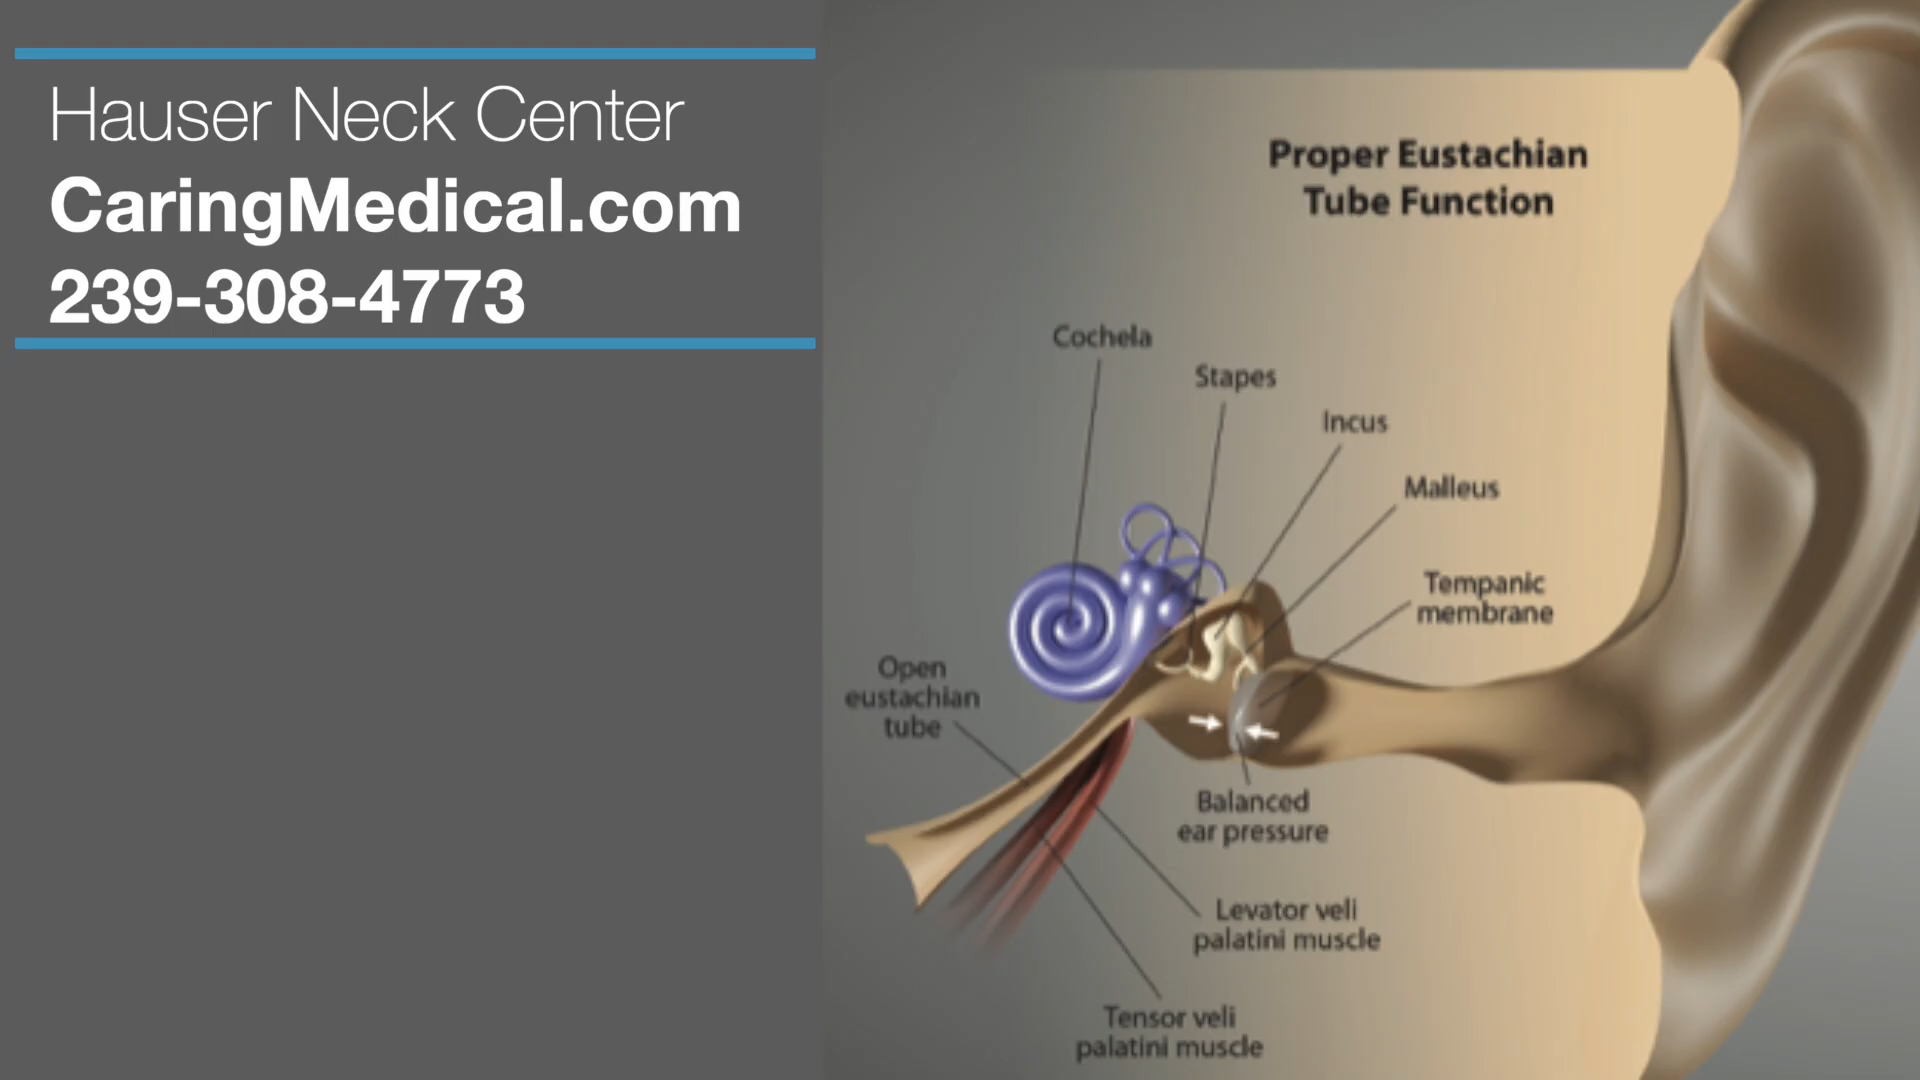 Hauser Neck Center
CaringMedical.com
239-308-4773
Proper Eustachian
Tube Function
Cochela
Stapes
Incus
Malleus
Tempanic
membrane
Open
eustachian
tube
Balanced
ear pressure
Levator veli
palatini muscle
Tensor veli
palatini muscle